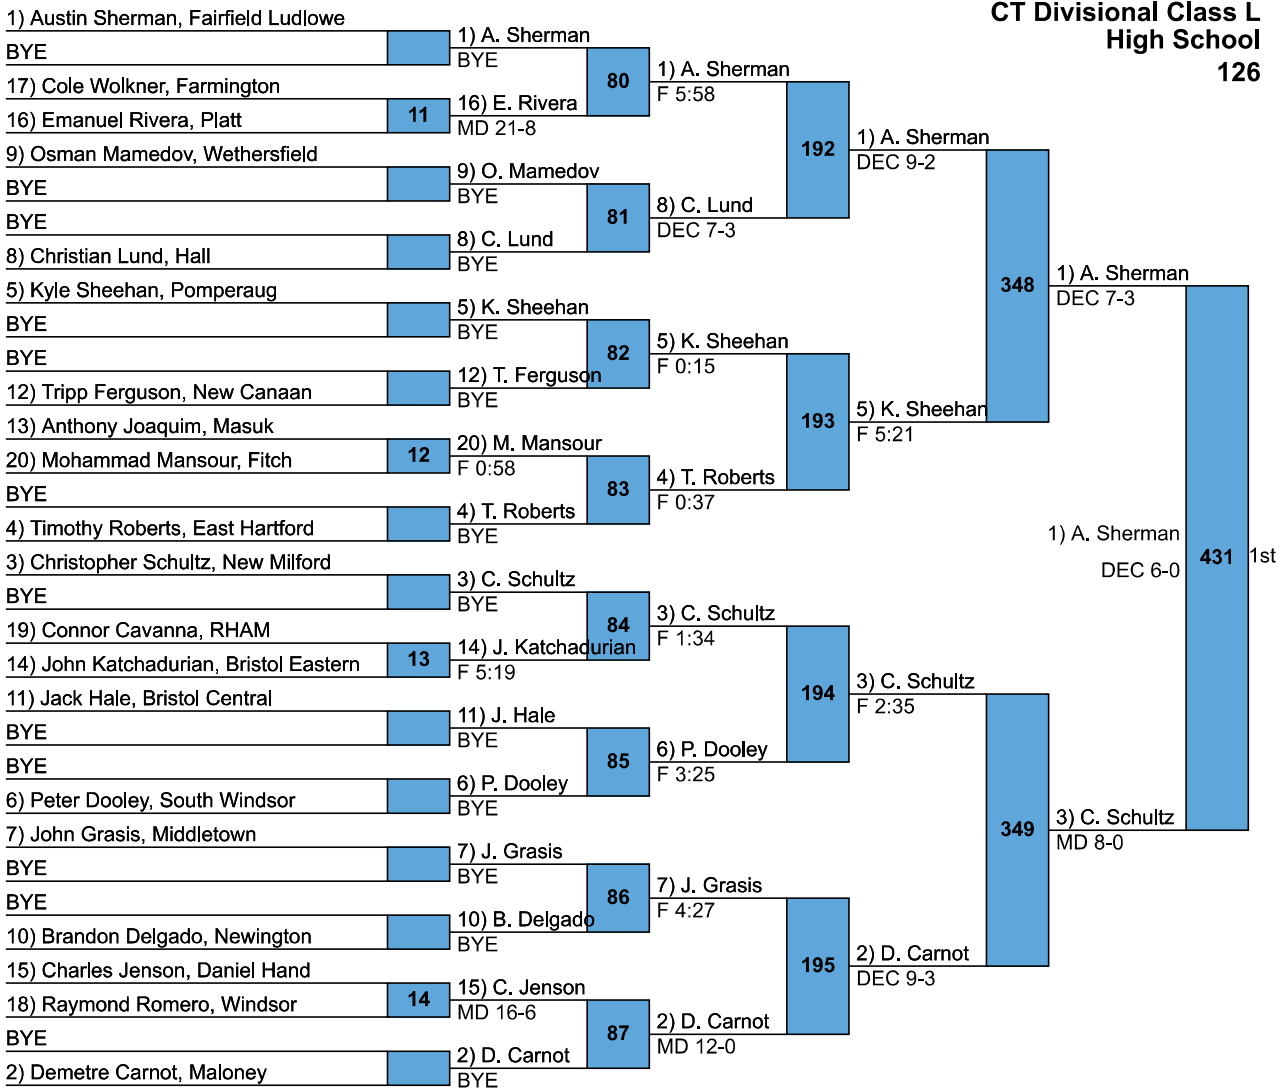 CT Divisional Class L
High School
126
1) Austin Sherman, Fairfield Ludlowe
BYE
17) Cole Wolkner, Farmington
16) Emanuel Rivera, Platt
9) Osman Mamedov, Wethersfield
BYE
BYE
8) Christian Lund, Hall
5) Kyle Sheehan, Pomperaug
BYE
BYE
12) Tripp Ferguson, New Canaan
13) Anthony Joaquim, Masuk
20) Mohammad Mansour, Fitch
BYE
4) Timothy Roberts, East Hartford
3) Christopher Schultz, New Milford
BYE
19) Connor Cavanna, RHAM
14) John Katchadurian, Bristol Eastern
11) Jack Hale, Bristol Central
BYE
BYE
6) Peter Dooley, South Windsor
7) John Grasis, Middletown
BYE
BYE
10) Brandon Delgado, Newington
15) Charles Jenson, Daniel Hand
18) Raymond Romero, Windsor
BYE
2) Demetre Carnot, Maloney
11
12
13
14
1) A. Sherman
BYE
16) E. Rivera
MD 21-8
9) O. Mamedov
BYE
8) C. Lund
BYE
5) K. Sheehan
BYE
12) T. Ferguson
BYE
20) M. Mansour
F 0:58
4) T. Roberts
BYE
3) C. Schultz
BYE
14) J. Katchadurian
F 5:19
11) J. Hale
BYE
6) P. Dooley
BYE
7) J. Grasis
BYE
10) B. Delgado
BYE
15) C. Jenson
MD 16-6
2) D. Carnot
BYE
80
81
82
83
84
85
86
87
1) A. Sherman
F 5:58
8) C. Lund
DEC 7-3
5) K. Sheehan
F 0:15
4) T. Roberts
F 0:37
3) C. Schultz
F 1:34
6) P. Dooley
F 3:25
7) J. Grasis
F 4:27
2) D. Carnot
MD 12-0
192
193
194
195
1) A. Sherman
DEC 9-2
5) K. Sheehan
F 5:21
3) C. Schultz
F 2:35
2) D. Carnot
DEC 9-3
348
349
1) A. Sherman
DEC 7-3
3) C. Schultz
MD 8-0
1) A. Sherman
DEC 6-0
431
1st